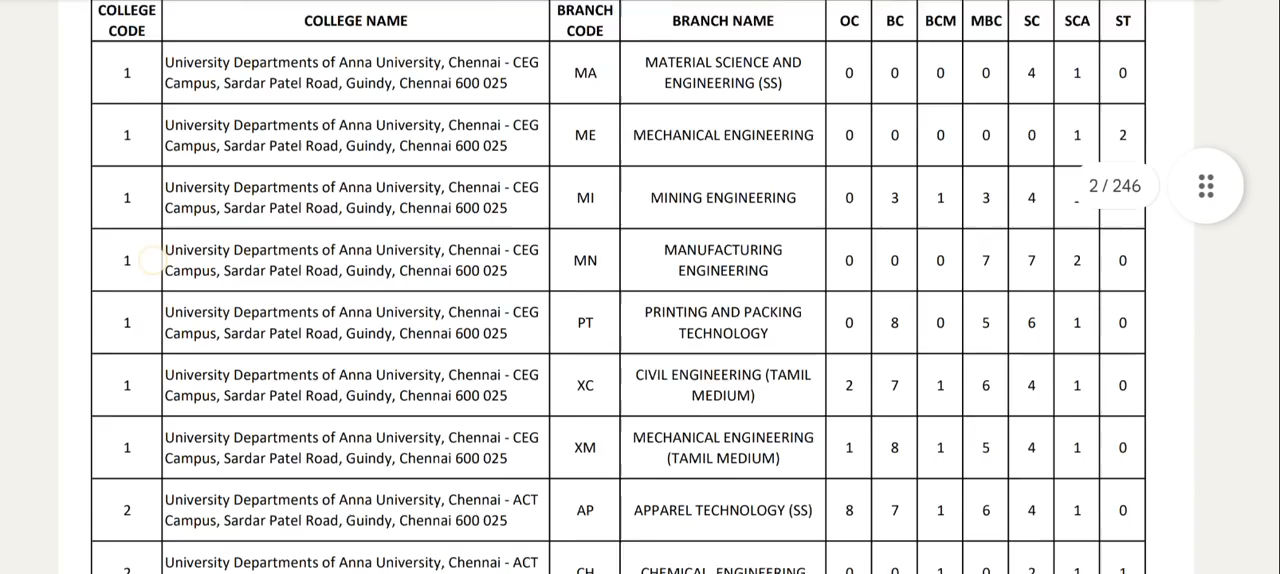 COLLEGE CODE COLLEGE NAME BRANCH CODE BRANCH NAME OC BC BCM MBC SC SCA ST
1 University Departments of Anna University, Chennai - CEG Campus, Sardar Patel Road, Guindy, Chennai 600 025 MA MATERIAL SCIENCE AND ENGINEERING (SS) 0 0 0 0 4 1 0
1 University Departments of Anna University, Chennai - CEG Campus, Sardar Patel Road, Guindy, Chennai 600 025 ME MECHANICAL ENGINEERING 0 0 0 0 0 1 2
1 University Departments of Anna University, Chennai - CEG Campus, Sardar Patel Road, Guindy, Chennai 600 025 MI MINING ENGINEERING 0 3 1 3 4
2 / 246
1 University Departments of Anna University, Chennai - CEG Campus, Sardar Patel Road, Guindy, Chennai 600 025 MN MANUFACTURING ENGINEERING 0 0 0 7 7 2 0
1 University Departments of Anna University, Chennai - CEG Campus, Sardar Patel Road, Guindy, Chennai 600 025 PT PRINTING AND PACKING TECHNOLOGY 0 8 0 5 6 1 0
1 University Departments of Anna University, Chennai - CEG Campus, Sardar Patel Road, Guindy, Chennai 600 025 XC CIVIL ENGINEERING (TAMIL MEDIUM) 2 7 1 6 4 1 0
1 University Departments of Anna University, Chennai - CEG Campus, Sardar Patel Road, Guindy, Chennai 600 025 XM MECHANICAL ENGINEERING (TAMIL MEDIUM) 1 8 1 5 4 1 0
2 University Departments of Anna University, Chennai - ACT Campus, Sardar Patel Road, Guindy, Chennai 600 025 AP APPAREL TECHNOLOGY (SS) 8 7 1 6 4 1 0
2 University Departments of Anna University, Chennai - ACT CH CHEMICAL ENGINEERING 0 0 1 0 2 1 1